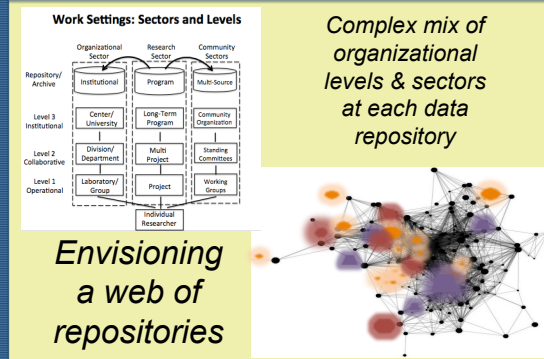 Work Settings: Sectors and Levels
Organizational
Sector
Research
Sector
Community
Sectors
Repository/
Archive
Institutional
Program
Multi-Source
Level 3
Institutional
Center/
University
Long-Term
Program
Community
Organization
Level 2
Collaborative
Division/
Department
Multi
Project
Standing
Committees
Level 1
Operational
Laboratory/
Group
Project
Working
Groups
Individual
Researcher
Complex mix of
organizational
levels & sectors
at each data
repository
Envisioning
a web of
repositories